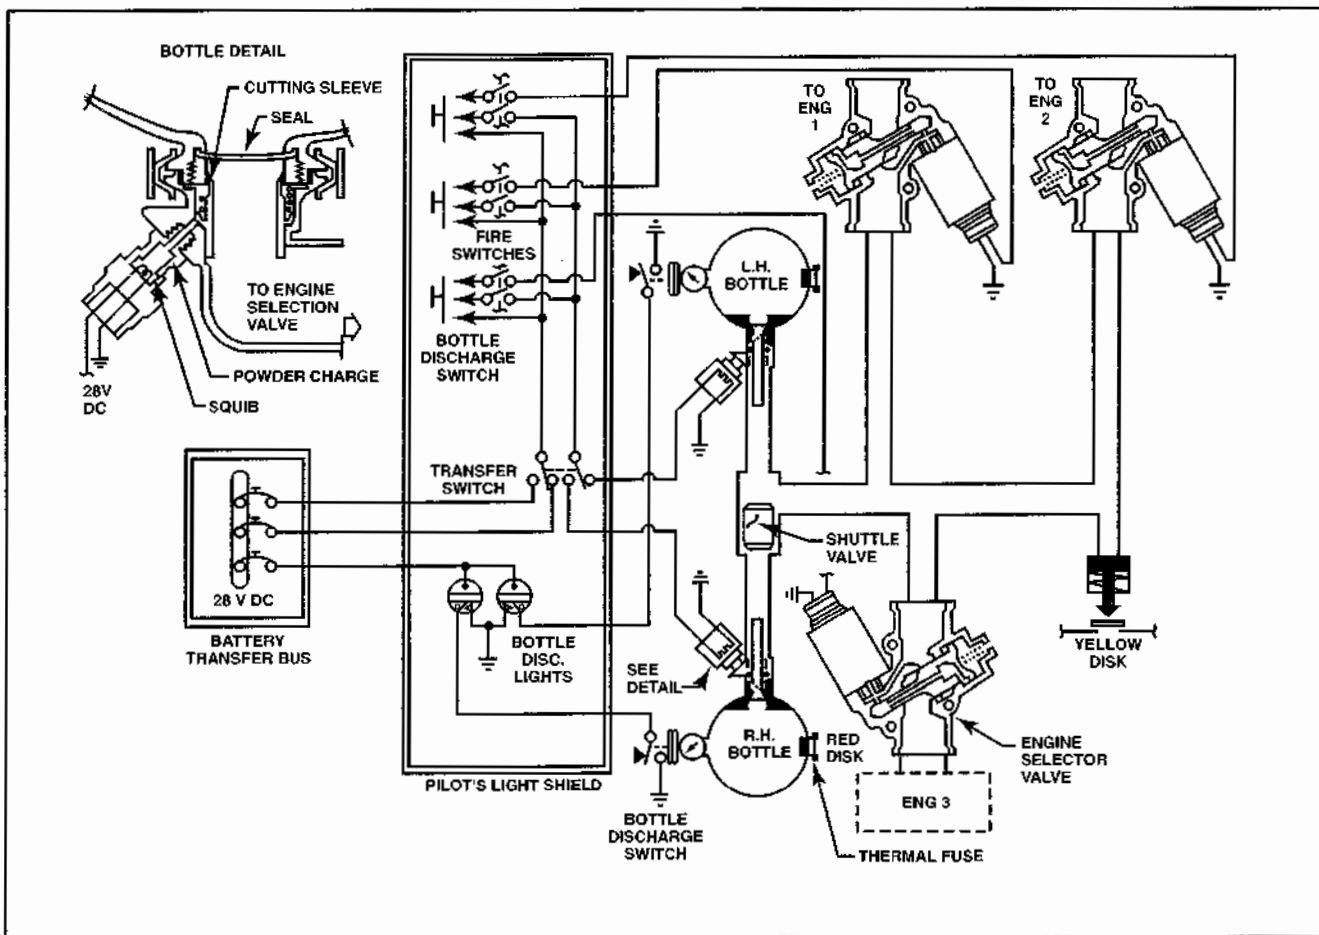 BOTTLE DETAIL
CUTTING SLEEVE
SEAL
TO ENGINE
SELECTION
VALVE
POWDER CHARGE
SQUIB
28V
DC
FIRE
SWITCHES
BOTTLE
DISCHARGE
SWITCH
TRANSFER
SWITCH
28 V DC
BATTERY
TRANSFER BUS
BOTTLE
DISC.
LIGHTS
PILOT'S LIGHT SHIELD
L.H.
BOTTLE
TO
ENG
1
TO
ENG
2
SHUTTLE
VALVE
YELLOW
DISK
SEE
DETAIL
R.H.
BOTTLE
RED
DISK
ENGINE
SELECTOR
VALVE
ENG 3
BOTTLE
DISCHARGE
SWITCH
THERMAL FUSE